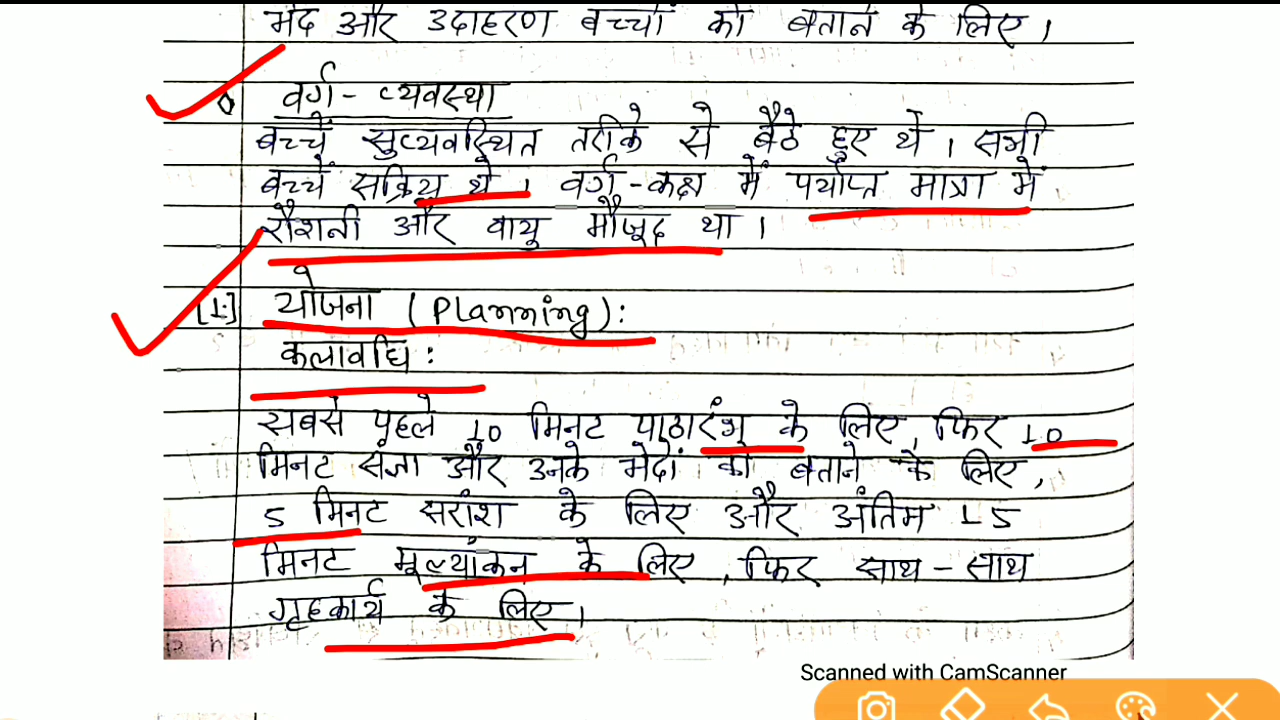 भेद और उदाहरण बच्चों को बताने के लिए।
वर्ग - व्यवस्था
बच्चें सुव्यवस्थित तरीके से बैठे हुए थे। सभी
बच्चें सक्रिय थे। वर्ग-कक्ष में पर्याप्त मात्रा में
रौशनी और वायु मौजूद था।
[1.] योजना (Planning):
कलावधि:
सबसे पहले 10 मिनट पाठारंभ के लिए, फिर 10
मिनट संज्ञा और उनके भेदों को बताने के लिए,
5 मिनट सरांश के लिए और अंतिम 15
मिनट मूल्यांकन के लिए, फिर साथ-साथ
गृहकार्य के लिए।
Scanned with CamScanner